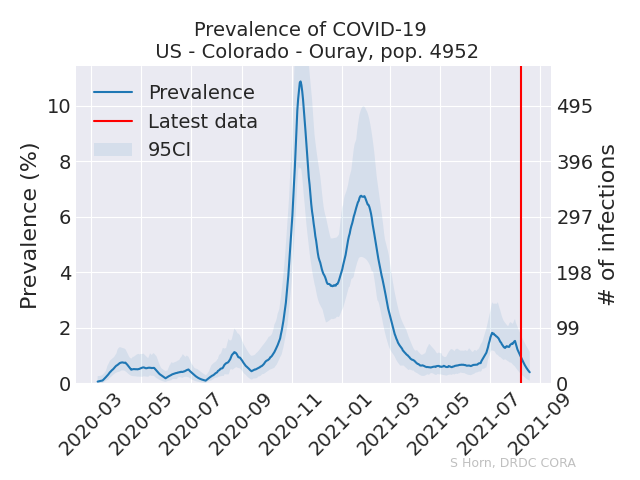 Prevalence of COVID-19
US - Colorado - Ouray, pop. 4952
Prevalence
Latest data
95CI
Prevalence (%)
10
8
6
4
2
0
# of infections
495
396
297
198
99
0
2020-03
2020-05
2020-07
2020-09
2020-11
2021-01
2021-03
2021-05
2021-07
2021-09
S Horn, DRDC CORA